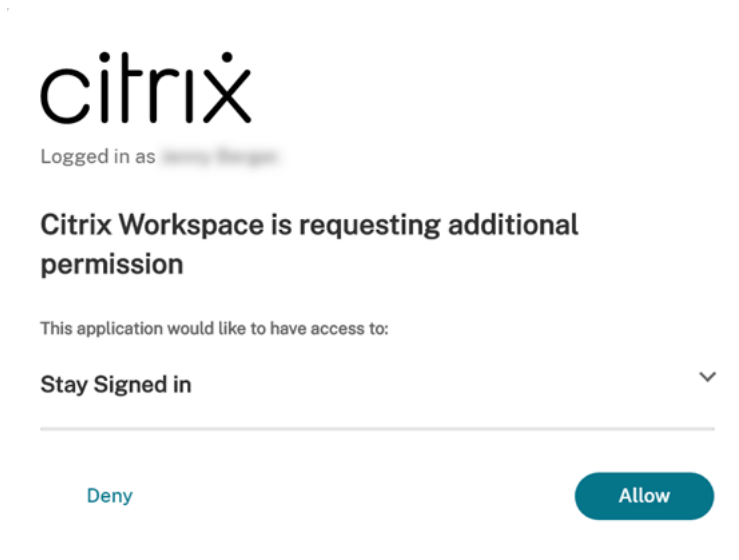 citrix
Logged in as
Citrix Workspace is requesting additional
permission
This application would like to have access to:
Stay Signed in
Deny
Allow